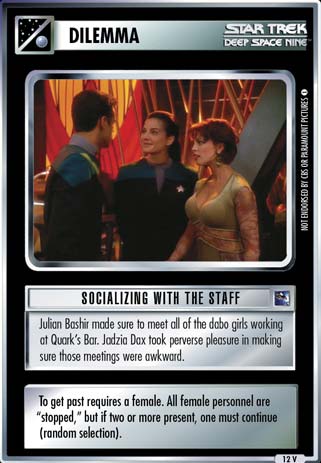 DILEMMA
STAR TREK
DEEP SPACE NINE™
NOT ENDORSED BY CBS OR PARAMOUNT PICTURES
SOCIALIZING WITH THE STAFF
Julian Bashir made sure to meet all of the dabo girls working
at Quark's Bar. Jadzia Dax took perverse pleasure in making
sure those meetings were awkward.
To get past requires a female. All female personnel are
“stopped,” but if two or more present, one must continue
(random selection).
12 V